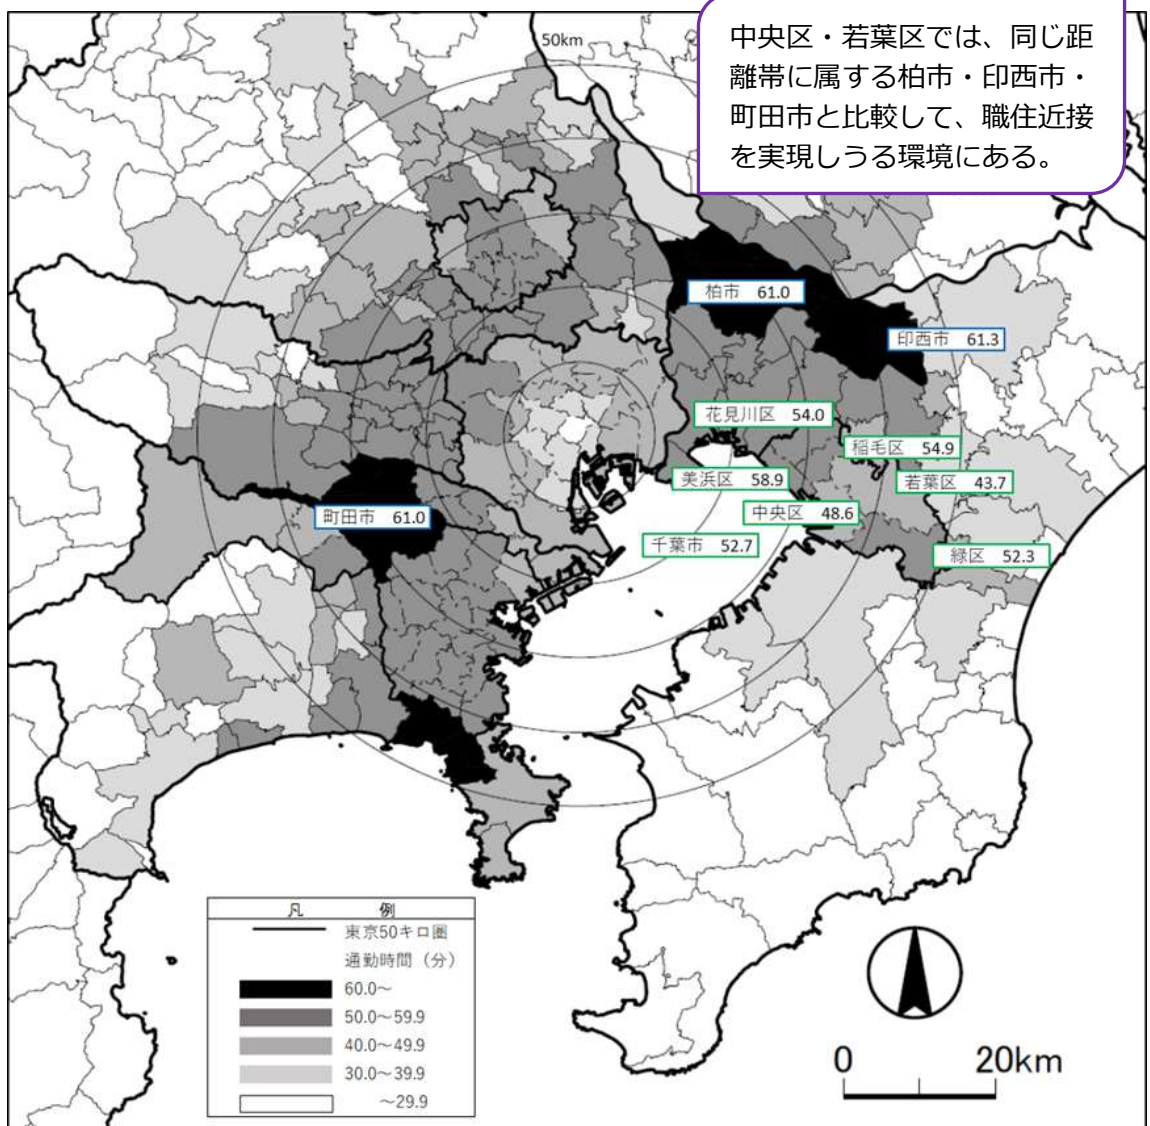 50km
中央区・若葉区では、同じ距
離帯に属する柏市・印西市・
町田市と比較して、職住近接
を実現しうる環境にある。
柏市 61.0
印西市 61.3
花見川区 54.0
稲毛区 54.9
美浜区 58.9
若葉区 43.7
中央区 48.6
町田市 61.0
千葉市 52.7
緑区 52.3
凡 例
東京50キロ圏
通勤時間（分）
60.0～
50.0～59.9
40.0～49.9
30.0～39.9
～29.9
0 20km